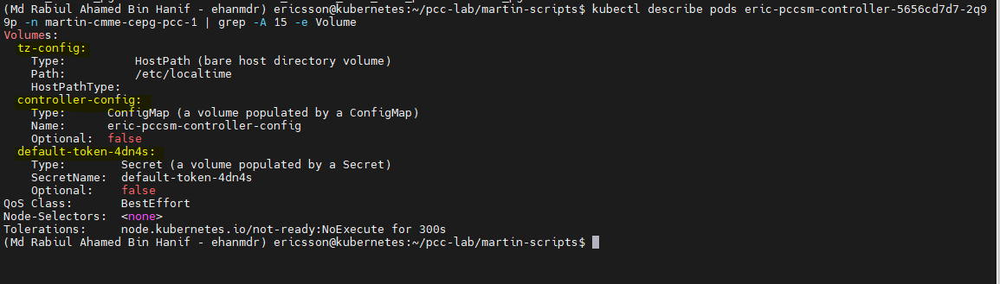 (Md Rabiul Ahamed Bin Hanif - ehanmdr) ericsson@kubernetes:~/pcc-lab/martin-scripts$ kubectl describe pods eric-pccsm-controller-5656cd7d7-2q9
9p -n martin-cmme-cepg-pcc-1 | grep -A 15 -e Volume
Volumes:
  tz-config:
    Type:          HostPath (bare host directory volume)
    Path:          /etc/localtime
    HostPathType:
  controller-config:
    Type:      ConfigMap (a volume populated by a ConfigMap)
    Name:      eric-pccsm-controller-config
    Optional:  false
  default-token-4dn4s:
    Type:        Secret (a volume populated by a Secret)
    SecretName:  default-token-4dn4s
    Optional:    false
QoS Class:       BestEffort
Node-Selectors:  <none>
Tolerations:     node.kubernetes.io/not-ready:NoExecute for 300s
(Md Rabiul Ahamed Bin Hanif - ehanmdr) ericsson@kubernetes:~/pcc-lab/martin-scripts$